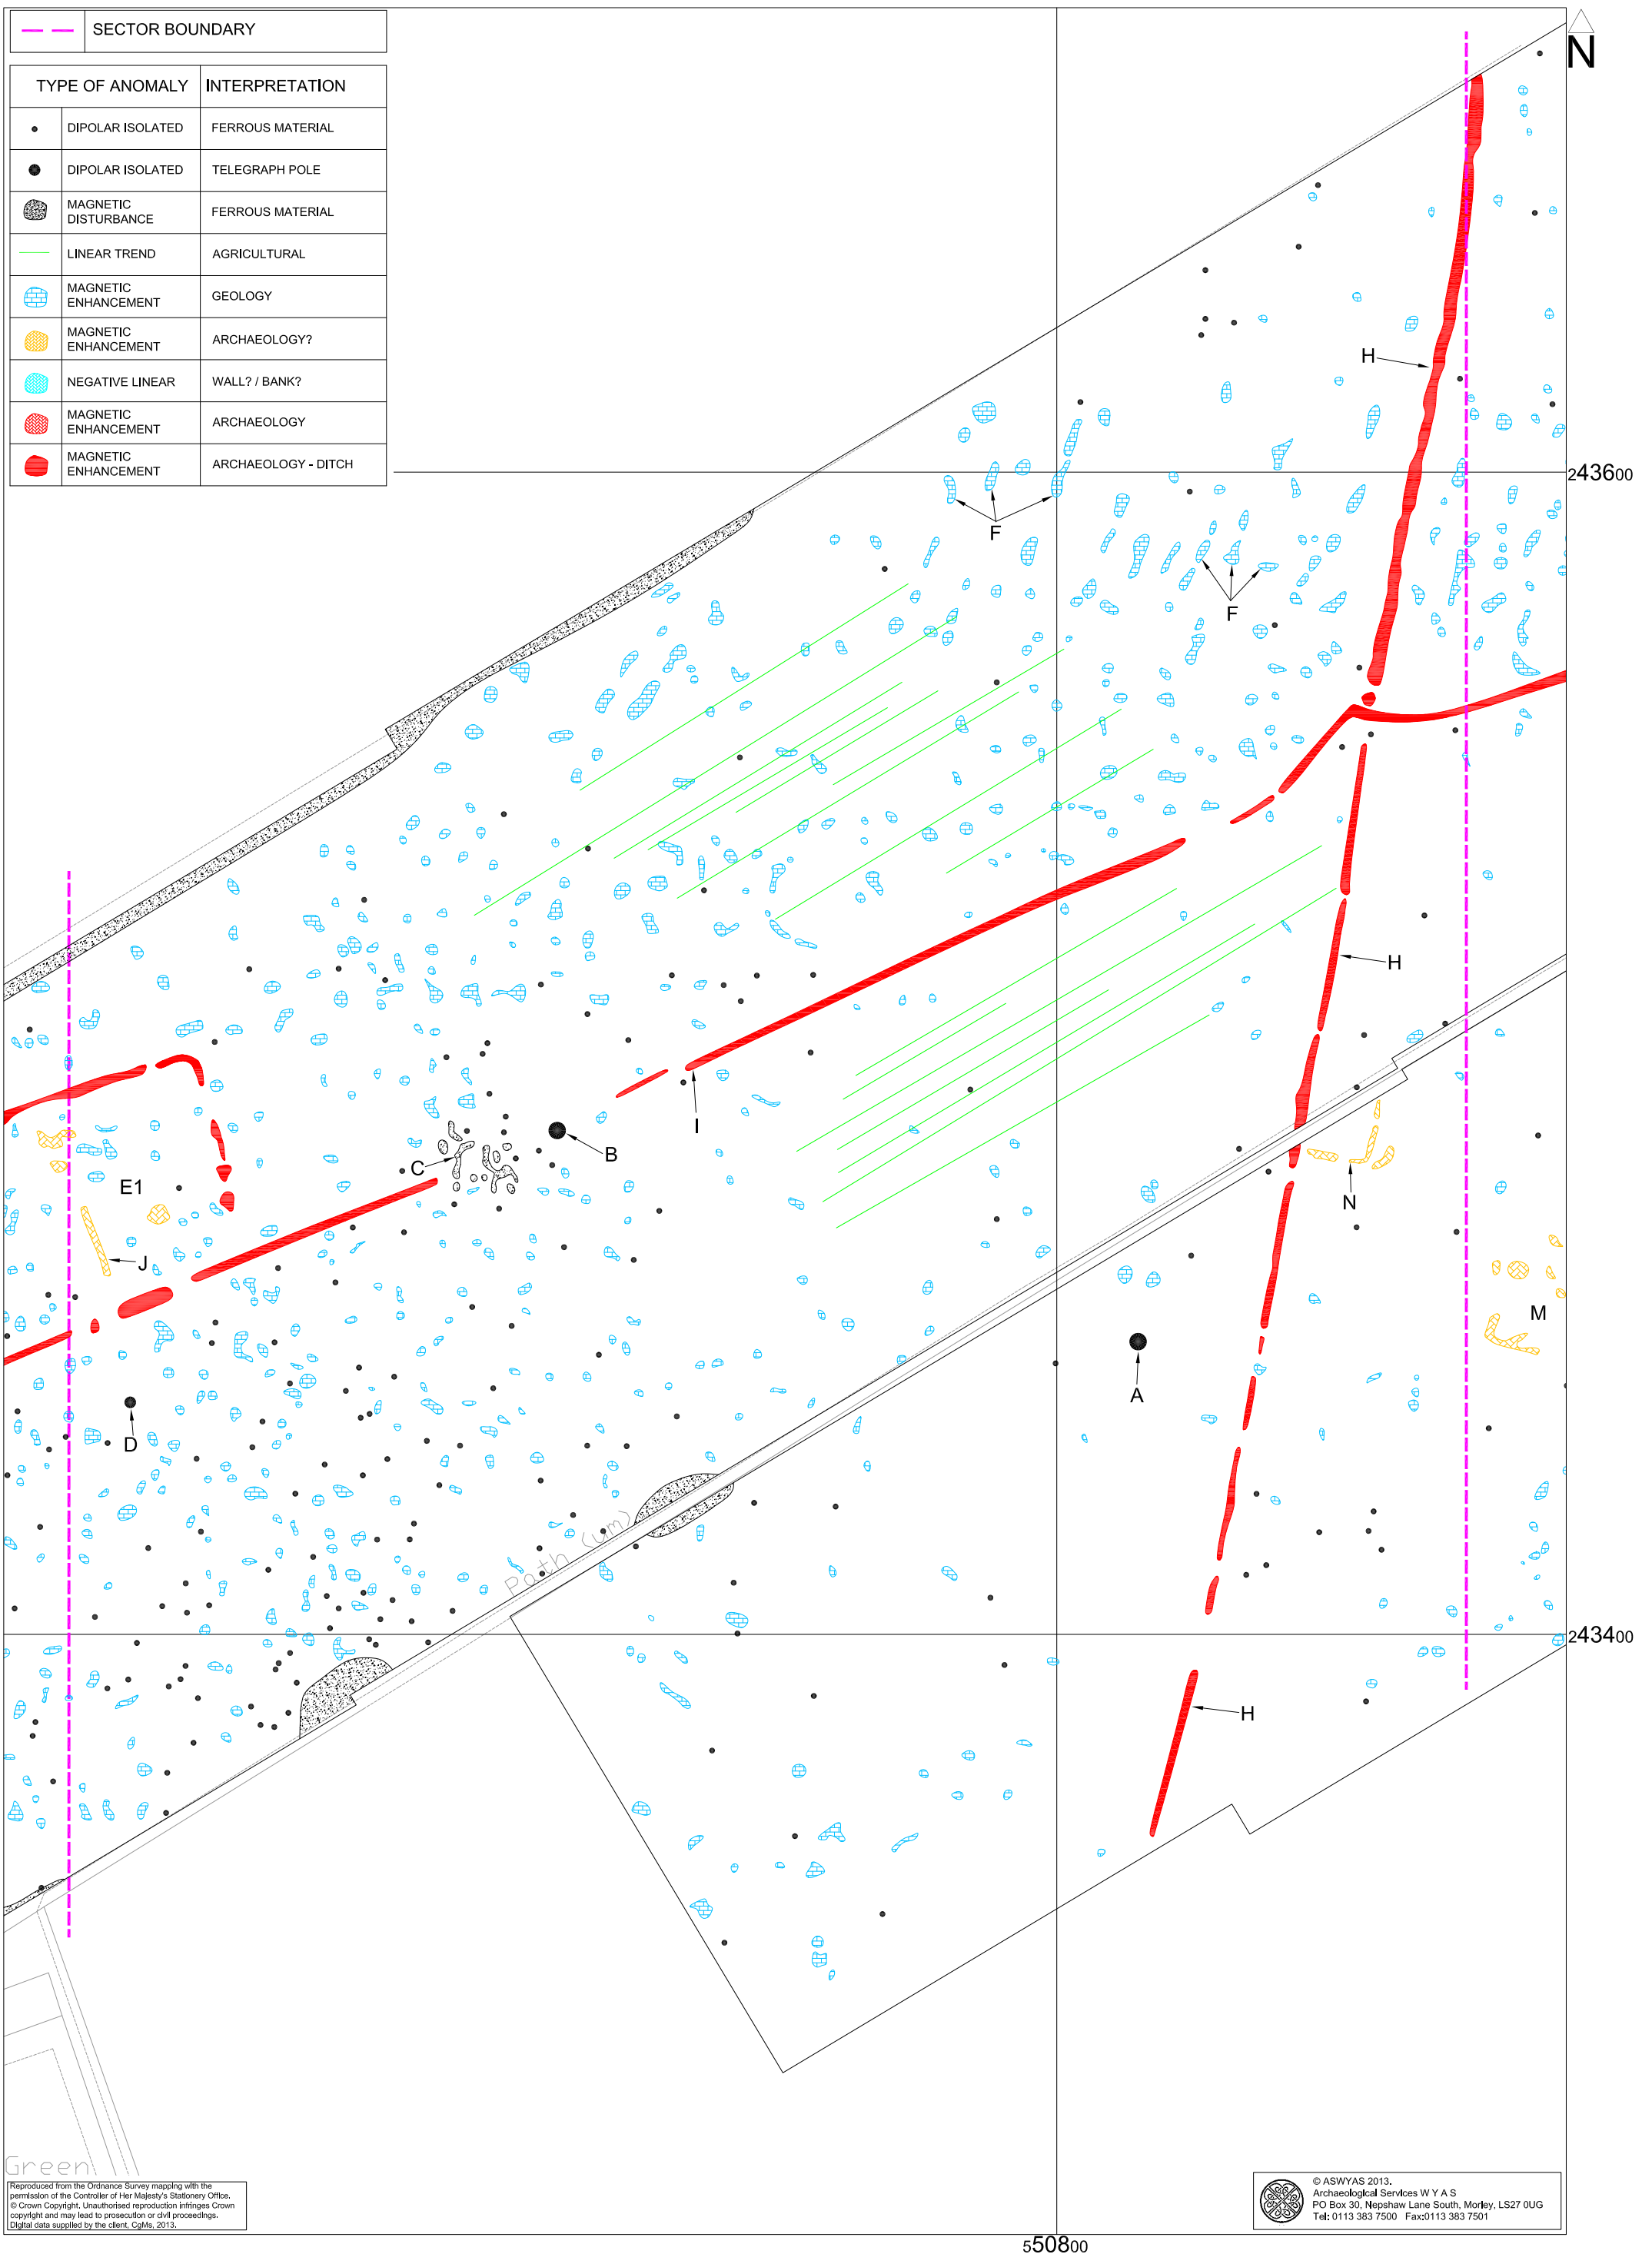 SECTOR BOUNDARY
N
TYPE OF ANOMALY INTERPRETATION
DIPOLAR ISOLATED FERROUS MATERIAL
DIPOLAR ISOLATED TELEGRAPH POLE
MAGNETIC
DISTURBANCE FERROUS MATERIAL
LINEAR TREND AGRICULTURAL
MAGNETIC
ENHANCEMENT GEOLOGY
MAGNETIC
ENHANCEMENT ARCHAEOLOGY?
NEGATIVE LINEAR WALL? / BANK?
MAGNETIC
ENHANCEMENT ARCHAEOLOGY
MAGNETIC
ENHANCEMENT ARCHAEOLOGY - DITCH
H
243600
F
F
H
I
B
C
E1
N
J
M
A
D
Path (um)
243400
H
Green
Reproduced from the Ordnance Survey mapping with the
permission of the Controller of Her Majesty's Stationery Office.
© Crown Copyright. Unauthorised reproduction infringes Crown
copyright and may lead to prosecution or civil proceedings.
Digital data supplied by the client, CgMs, 2013.
© ASWYAS 2013.
Archaeological Services W Y A S
PO Box 30, Nepshaw Lane South, Morley, LS27 0UG
Tel: 0113 383 7500 Fax:0113 383 7501
550800